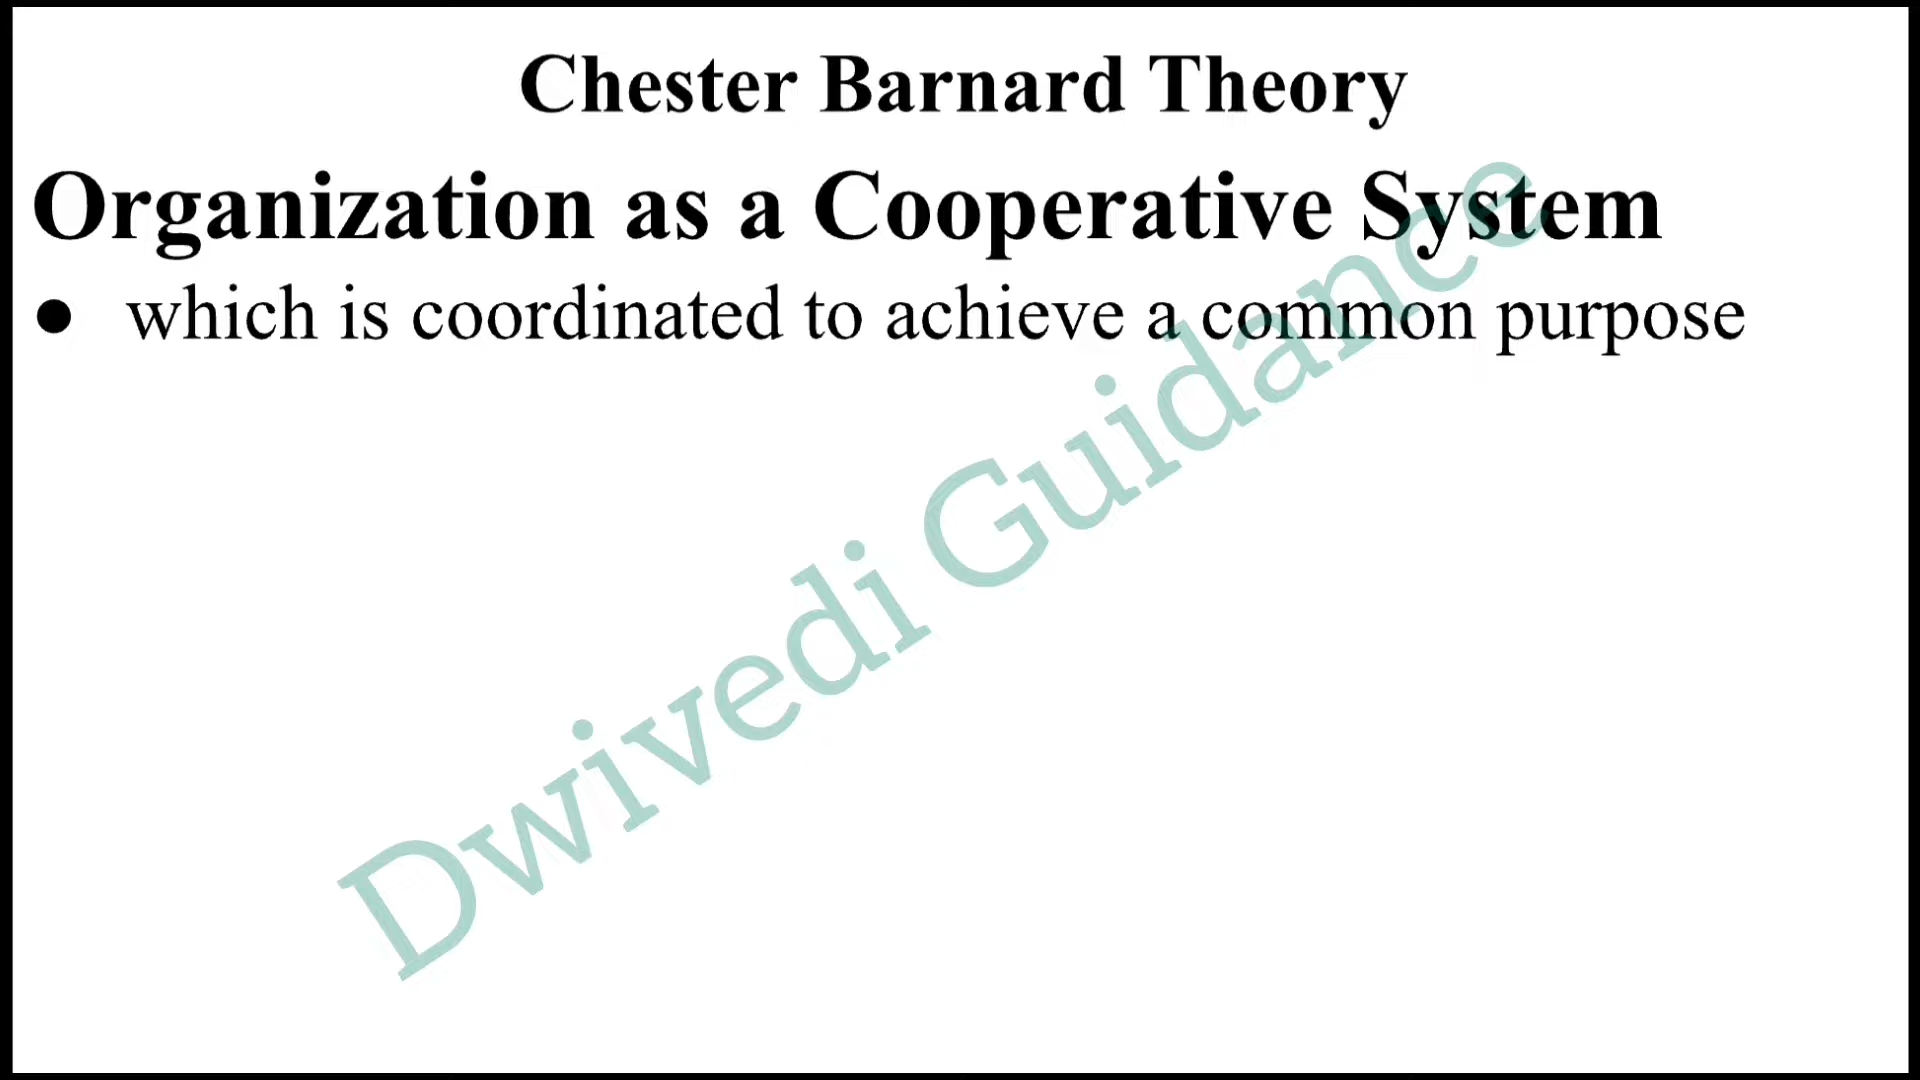 Chester Barnard Theory
Organization as a Cooperative System
● which is coordinated to achieve a common purpose
Dwivedi Guidance